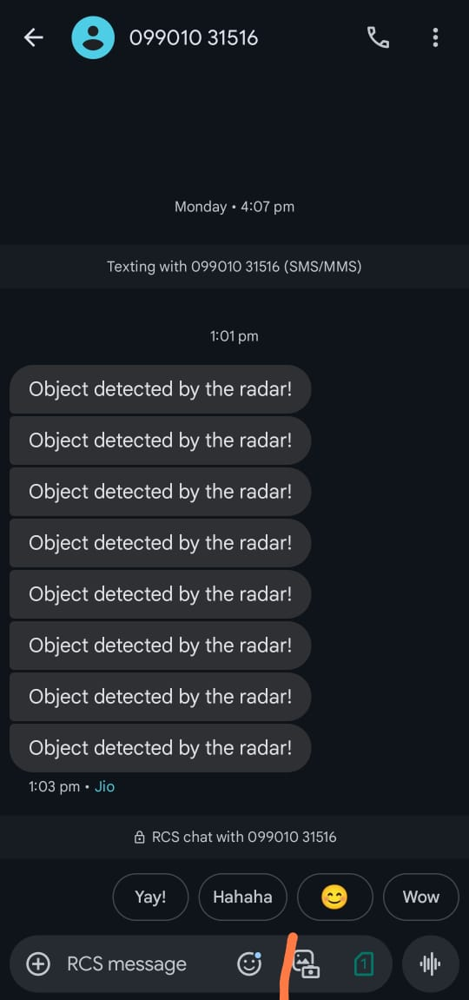 099010 31516
Monday • 4:07 pm
Texting with 099010 31516 (SMS/MMS)
1:01 pm
Object detected by the radar!
Object detected by the radar!
Object detected by the radar!
Object detected by the radar!
Object detected by the radar!
Object detected by the radar!
Object detected by the radar!
Object detected by the radar!
1:03 pm • Jio
RCS chat with 099010 31516
Yay! Hahaha 😊 Wow
RCS message 1